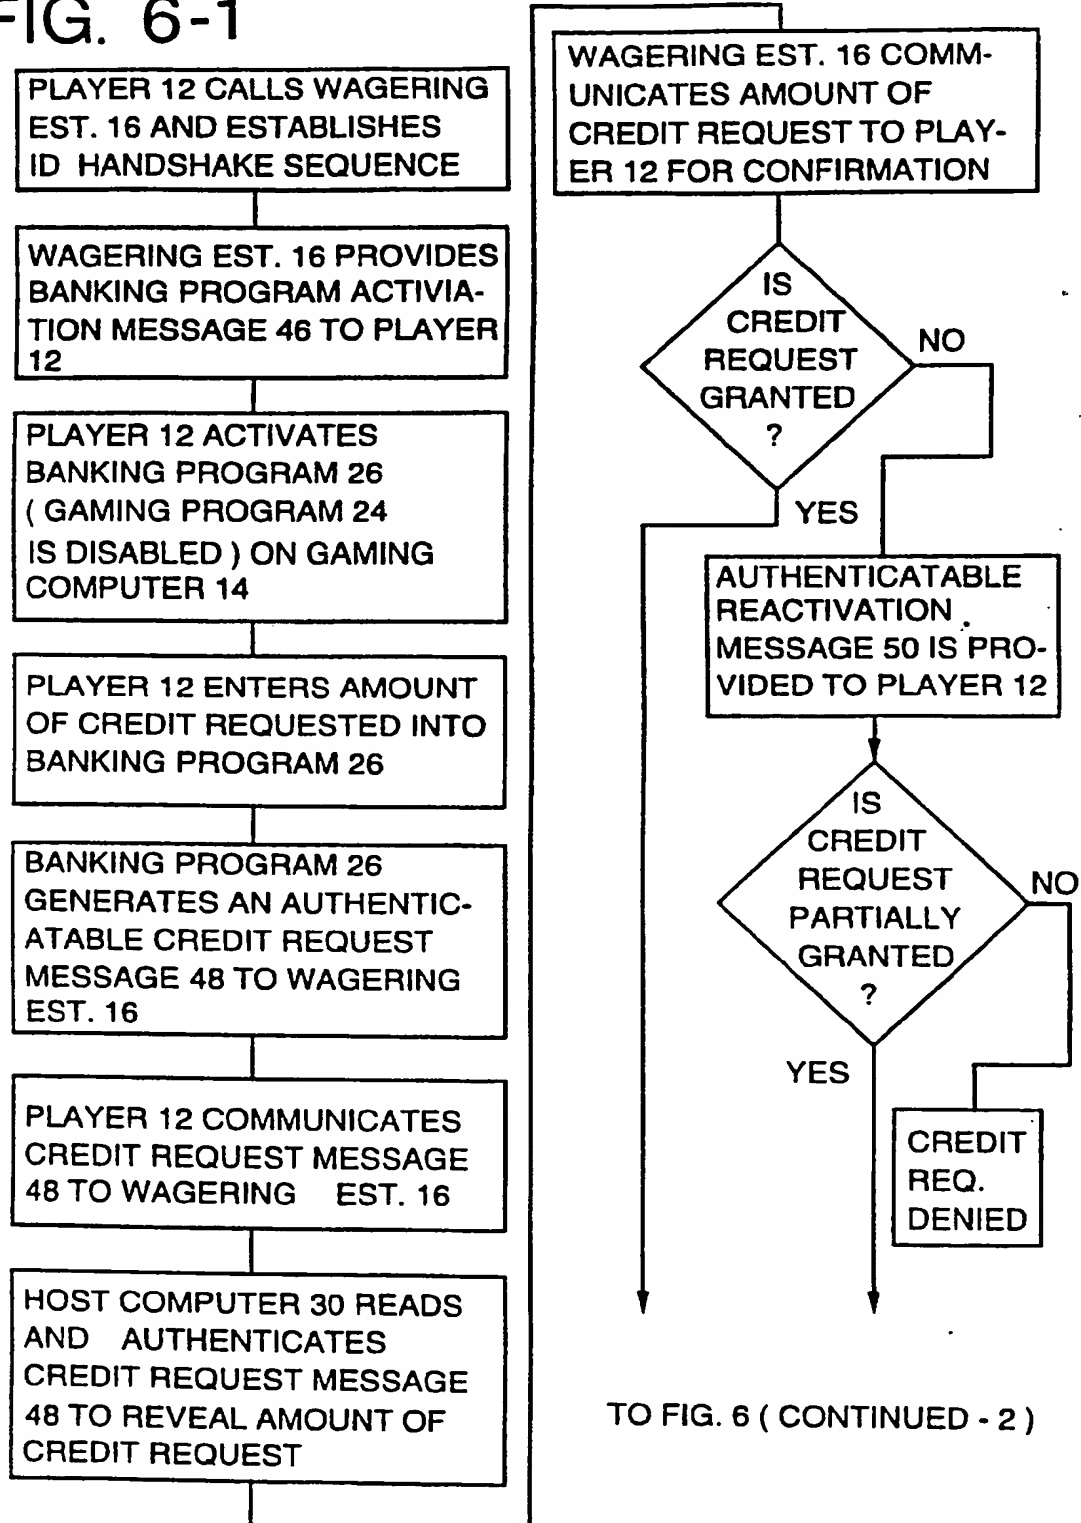 FIG. 6-1
PLAYER 12 CALLS WAGERING
EST. 16 AND ESTABLISHES
ID HANDSHAKE SEQUENCE
WAGERING EST. 16 PROVIDES
BANKING PROGRAM ACTIVIA-
TION MESSAGE 46 TO PLAYER
12
PLAYER 12 ACTIVATES
BANKING PROGRAM 26
( GAMING PROGRAM 24
IS DISABLED ) ON GAMING
COMPUTER 14
PLAYER 12 ENTERS AMOUNT
OF CREDIT REQUESTED INTO
BANKING PROGRAM 26
BANKING PROGRAM 26
GENERATES AN AUTHENTIC-
ATABLE CREDIT REQUEST
MESSAGE 48 TO WAGERING
EST. 16
PLAYER 12 COMMUNICATES
CREDIT REQUEST MESSAGE
48 TO WAGERING EST. 16
HOST COMPUTER 30 READS
AND AUTHENTICATES
CREDIT REQUEST MESSAGE
48 TO REVEAL AMOUNT OF
CREDIT REQUEST
WAGERING EST. 16 COMM-
UNICATES AMOUNT OF
CREDIT REQUEST TO PLAY-
ER 12 FOR CONFIRMATION
IS
CREDIT
REQUEST
GRANTED
?
NO
YES
AUTHENTICATABLE
REACTIVATION
MESSAGE 50 IS PRO-
VIDED TO PLAYER 12
IS
CREDIT
REQUEST
PARTIALLY
GRANTED
?
NO
YES
CREDIT
REQ.
DENIED
TO FIG. 6 ( CONTINUED - 2 )